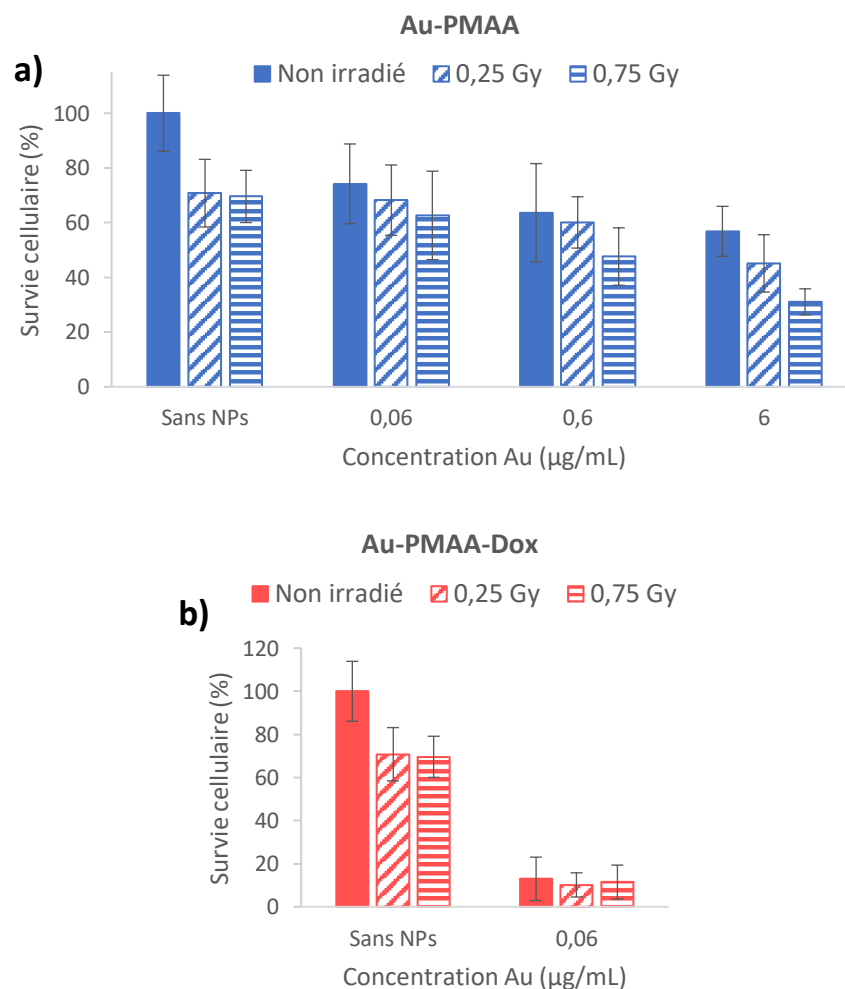 Au-PMAA
a)
Non irradié 0,25 Gy 0,75 Gy
Survie cellulaire (%)
100
80
60
40
20
0
Sans NPs 0,06 0,6 6
Concentration Au (µg/mL)
Au-PMAA-Dox
Non irradié 0,25 Gy 0,75 Gy
b)
Survie cellulaire (%)
120
100
80
60
40
20
0
Sans NPs 0,06
Concentration Au (µg/mL)